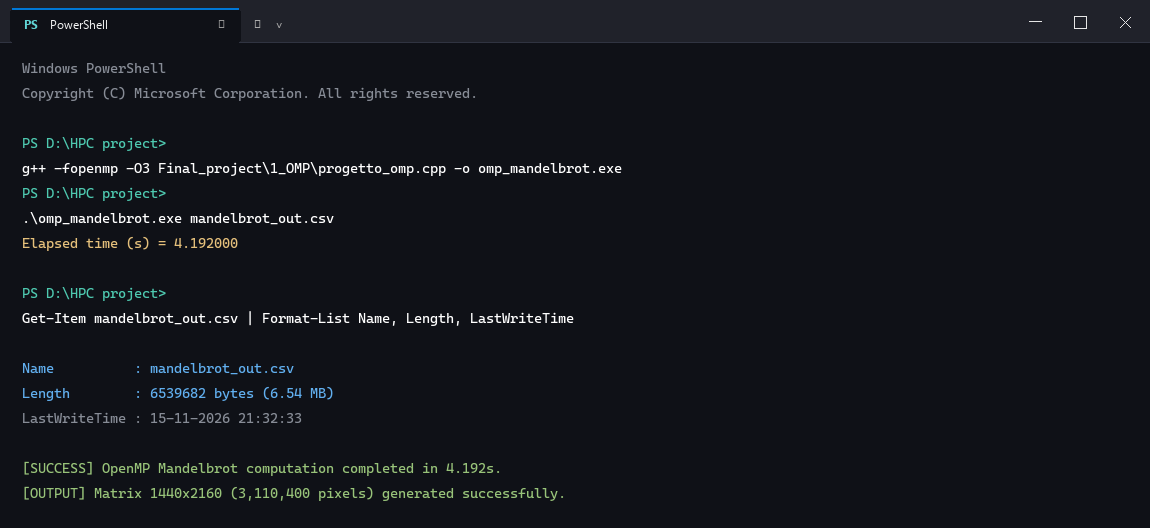 PS PowerShell
Windows PowerShell
Copyright (C) Microsoft Corporation. All rights reserved.
PS D:\HPC project>
g++ -fopenmp -O3 Final_project\1_OMP\progetto_omp.cpp -o omp_mandelbrot.exe
PS D:\HPC project>
.\omp_mandelbrot.exe mandelbrot_out.csv
Elapsed time (s) = 4.192000
PS D:\HPC project>
Get-Item mandelbrot_out.csv | Format-List Name, Length, LastWriteTime
Name          : mandelbrot_out.csv
Length        : 6539682 bytes (6.54 MB)
LastWriteTime : 15-11-2026 21:32:33
[SUCCESS] OpenMP Mandelbrot computation completed in 4.192s.
[OUTPUT] Matrix 1440x2160 (3,110,400 pixels) generated successfully.